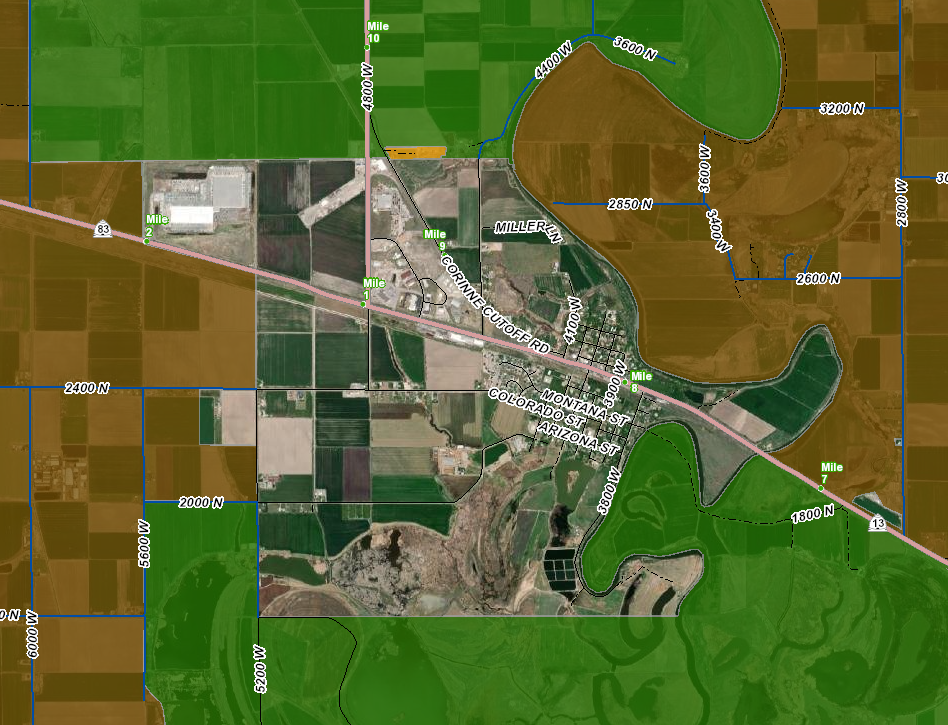 Mile
10
4400 W
3600 N
4800 W
3200 N
3600 W
30
2850 N
2800 W
83
Mile
2
Mile
9
MILLER LN
3400 W
2600 N
Mile
1
CORINNE CUTOFF RD
4100 W
3900 W
Mile
8
2400 N
MONTANA ST
COLORADO ST
ARIZONA ST
Mile
7
2000 N
3800 W
1800 N
13
5600 W
0 N
6000 W
5200 W